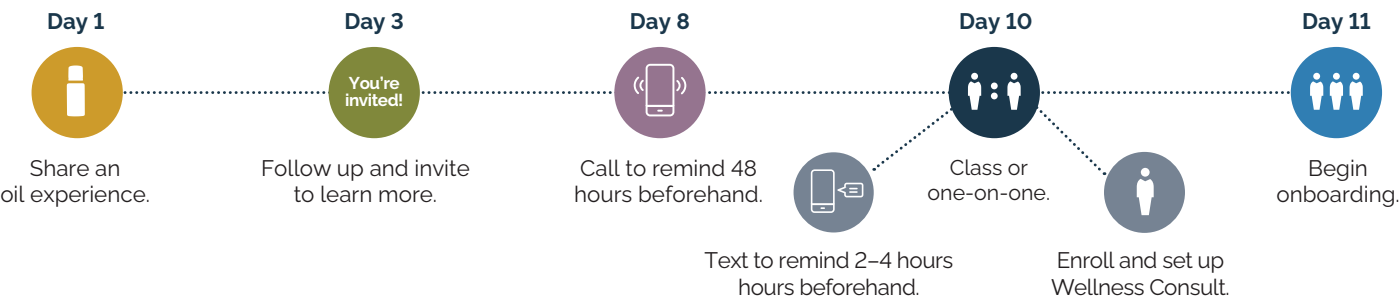 Day 1
Day 3
Day 8
Day 10
Day 11
You're
invited!
Share an
oil experience.
Follow up and invite
to learn more.
Call to remind 48
hours beforehand.
Class or
one-on-one.
Begin
onboarding.
Text to remind 2–4 hours
hours beforehand.
Enroll and set up
Wellness Consult.